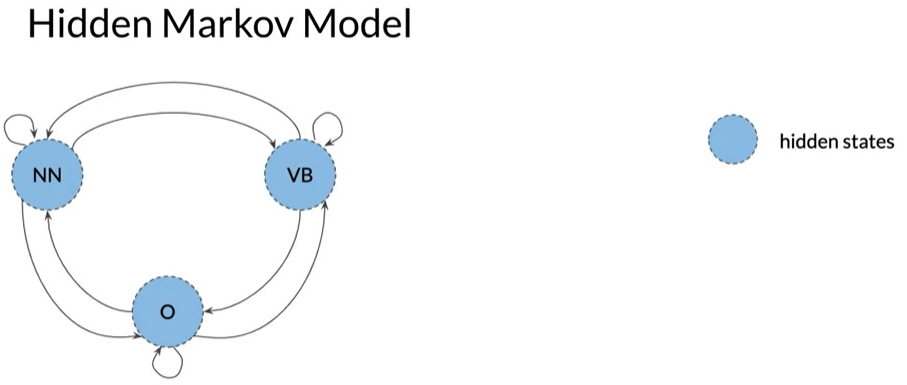 Hidden Markov Model
NN
VB
hidden states
O